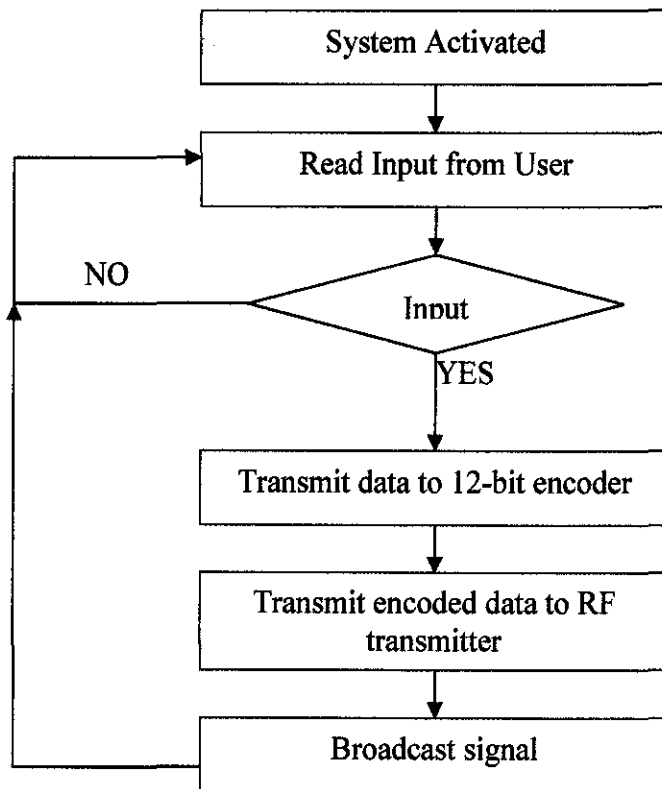 System Activated
Read Input from User
NO
Input
YES
Transmit data to 12-bit encoder
Transmit encoded data to RF
transmitter
Broadcast signal